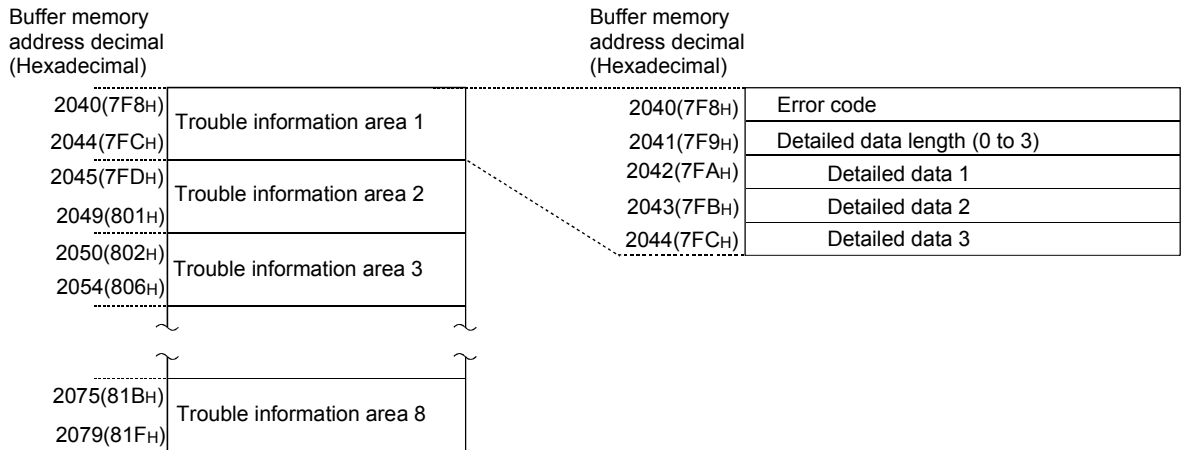 Buffer memory
address decimal
(Hexadecimal)
2040(7F8H)
Trouble information area 1
2044(7FCH)
2045(7FDH)
Trouble information area 2
2049(801H)
2050(802H)
Trouble information area 3
2054(806H)
2075(81BH)
Trouble information area 8
2079(81FH)
Buffer memory
address decimal
(Hexadecimal)
2040(7F8H) Error code
2041(7F9H) Detailed data length (0 to 3)
2042(7FAH) Detailed data 1
2043(7FBH) Detailed data 2
2044(7FCH) Detailed data 3